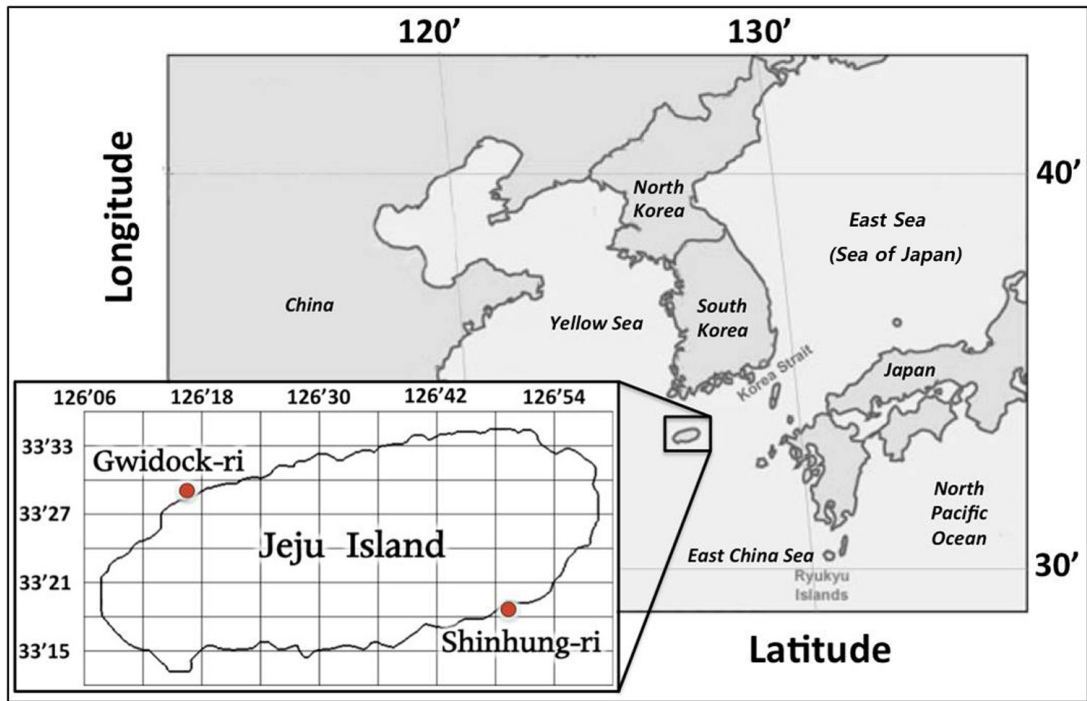 120′ 130′
Longitude
40′
North
Korea
East Sea
(Sea of Japan)
China
Yellow Sea
South
Korea
Korea Strait
Japan
126′06 126′18 126′30 126′42 126′54
33′33
Gwidock-ri
33′27
Jeju Island
North
Pacific
Ocean
East China Sea
30′
33′21
Ryukyu
Islands
Shinhung-ri
33′15
Latitude